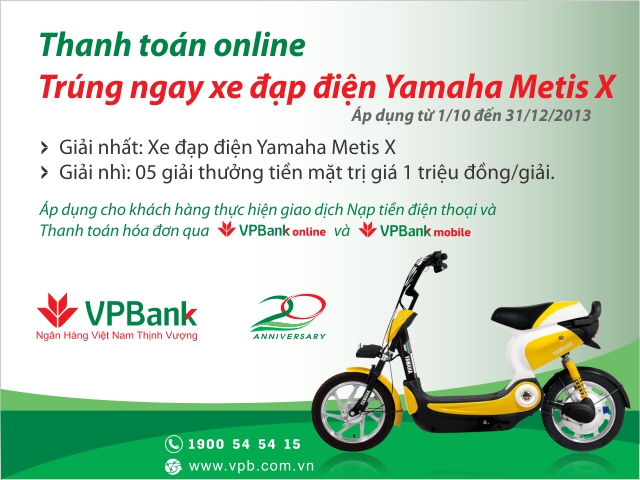 Thanh toán online
Trúng ngay xe đạp điện Yamaha Metis X
Áp dụng từ 1/10 đến 31/12/2013
Giải nhất: Xe đạp điện Yamaha Metis X
Giải nhì: 05 giải thưởng tiền mặt trị giá 1 triệu đồng/giải.
Áp dụng cho khách hàng thực hiện giao dịch Nạp tiền điện thoại và
Thanh toán hóa đơn qua VPBank online và VPBank mobile
VPBank
Ngân Hàng Việt Nam Thịnh Vượng
20
ANNIVERSARY
YAMAHA
YAMAHA
1900 54 54 15
www.vpb.com.vn